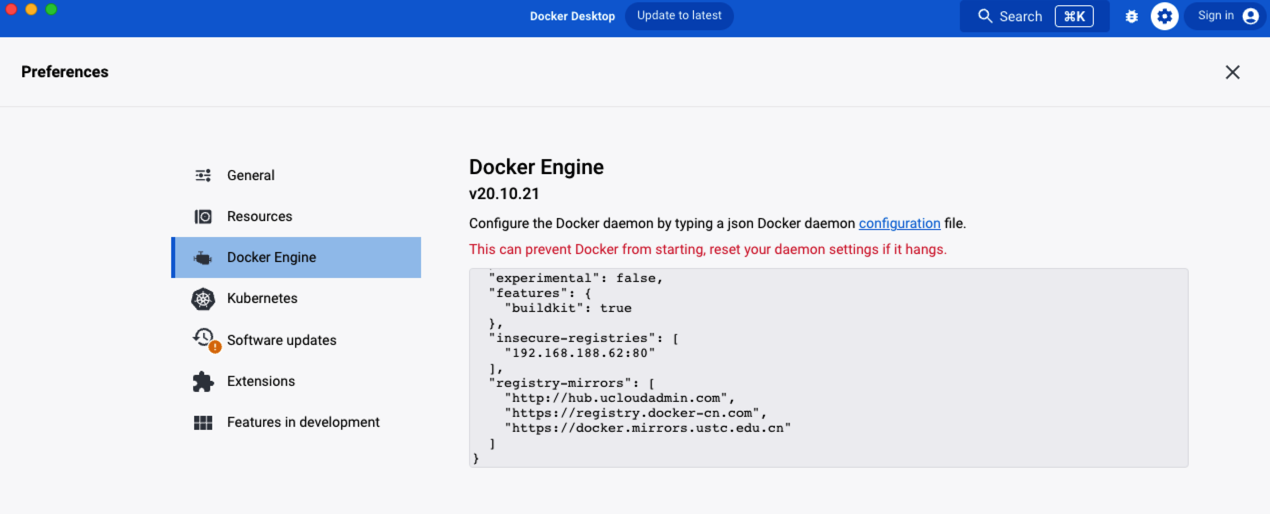 Docker Desktop
Update to latest
Search
⌘K
Sign in
Preferences
General
Resources
Docker Engine
Kubernetes
Software updates
Extensions
Features in development
Docker Engine
v20.10.21
Configure the Docker daemon by typing a json Docker daemon configuration file.
This can prevent Docker from starting, reset your daemon settings if it hangs.
"experimental": false,
"features": {
"buildkit": true
},
"insecure-registries": [
"192.168.188.62:80"
],
"registry-mirrors": [
"http://hub.ucloudadmin.com",
"https://registry.docker-cn.com",
"https://docker.mirrors.ustc.edu.cn"
]
}